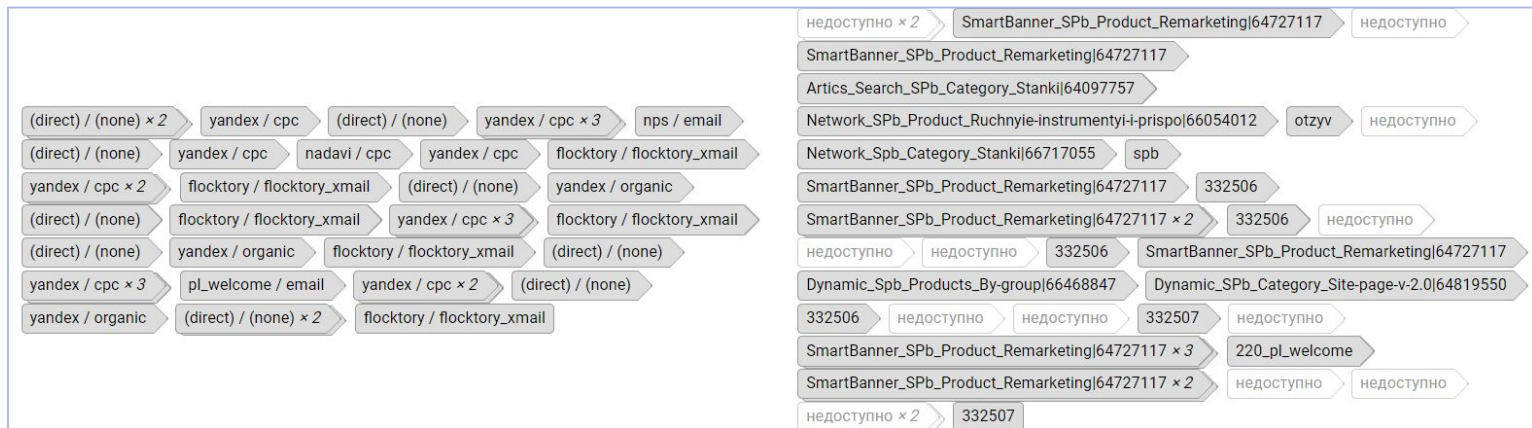 (direct) / (none) × 2 yandex / cpc (direct) / (none) yandex / cpc × 3 nps / email
(direct) / (none) yandex / cpc nadavi / cpc yandex / cpc flocktory / flocktory_xmail
yandex / cpc × 2 flocktory / flocktory_xmail (direct) / (none) yandex / organic
(direct) / (none) flocktory / flocktory_xmail yandex / cpc × 3 flocktory / flocktory_xmail
(direct) / (none) yandex / organic flocktory / flocktory_xmail (direct) / (none)
yandex / cpc × 3 pl_welcome / email yandex / cpc × 2 (direct) / (none)
yandex / organic (direct) / (none) × 2 flocktory / flocktory_xmail
недоступно × 2 SmartBanner_SPb_Product_Remarketing|64727117 недоступно
SmartBanner_SPb_Product_Remarketing|64727117
Artics_Search_SPb_Category_Stanki|64097757
Network_SPb_Product_Ruchnyie-instrumentyi-i-prispo|66054012 otzyv недоступно
Network_Spb_Category_Stanki|66717055 spb
SmartBanner_SPb_Product_Remarketing|64727117 332506
SmartBanner_SPb_Product_Remarketing|64727117 × 2 332506 недоступно
недоступно недоступно 332506 SmartBanner_SPb_Product_Remarketing|64727117
Dynamic_Spb_Products_By-group|66468847 Dynamic_SPb_Category_Site-page-v-2.0|64819550
332506 недоступно недоступно 332507 недоступно
SmartBanner_SPb_Product_Remarketing|64727117 × 3 220_pl_welcome
SmartBanner_SPb_Product_Remarketing|64727117 × 2 недоступно недоступно
недоступно × 2 332507